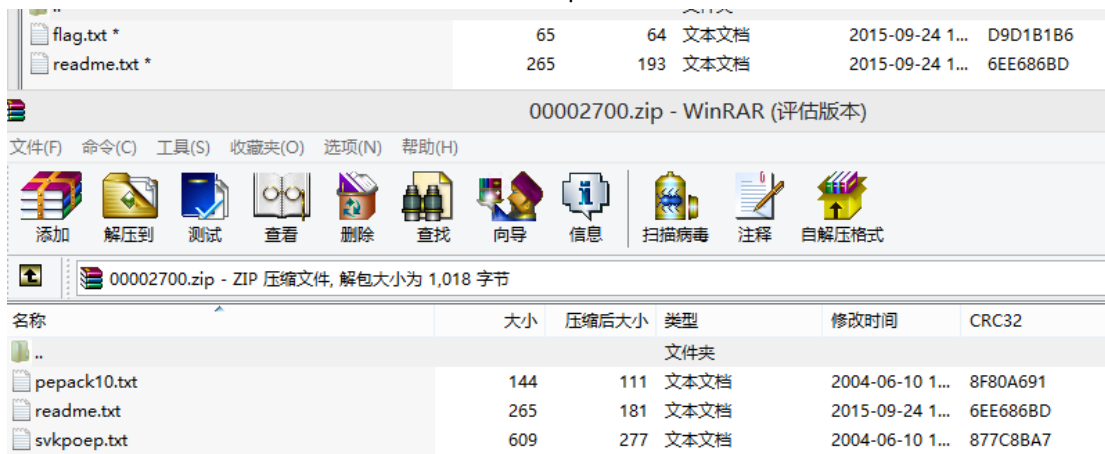 flag.txt * 65 64 文本文档 2015-09-24 1... D9D1B1B6
readme.txt * 265 193 文本文档 2015-09-24 1... 6EE686BD
00002700.zip - WinRAR (评估版本)
文件(F) 命令(C) 工具(S) 收藏夹(O) 选项(N) 帮助(H)
添加 解压到 测试 查看 删除 查找 向导 信息 扫描病毒 注释 自解压格式
00002700.zip - ZIP 压缩文件, 解包大小为 1,018 字节
名称 大小 压缩后大小 类型 修改时间 CRC32
.. 文件夹
pepack10.txt 144 111 文本文档 2004-06-10 1... 8F80A691
readme.txt 265 181 文本文档 2015-09-24 1... 6EE686BD
svkpoep.txt 609 277 文本文档 2004-06-10 1... 877C8BA7